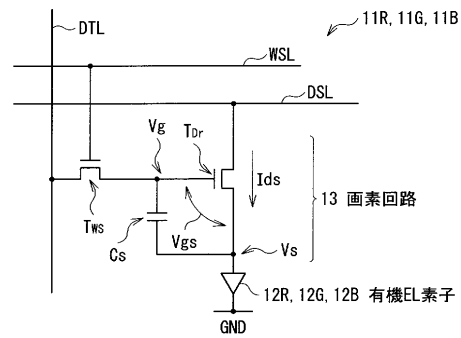 DTL
11R, 11G, 11B
WSL
DSL
Vg
TDr
Ids
13 画素回路
Tws
Cs
Vgs
Vs
12R, 12G, 12B 有機EL素子
GND